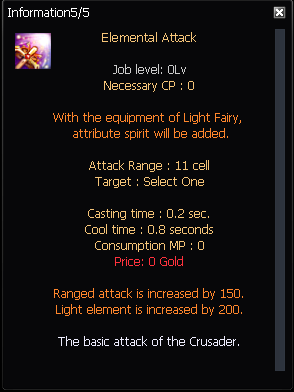 Information5/5
Elemental Attack
Job level: 0Lv
Necessary CP : 0
With the equipment of Light Fairy,
attribute spirit will be added.
Attack Range : 11 cell
Target : Select One
Casting time : 0.2 sec.
Cool time : 0.8 seconds
Consumption MP : 0
Price: 0 Gold
Ranged attack is increased by 150.
Light element is increased by 200.
The basic attack of the Crusader.